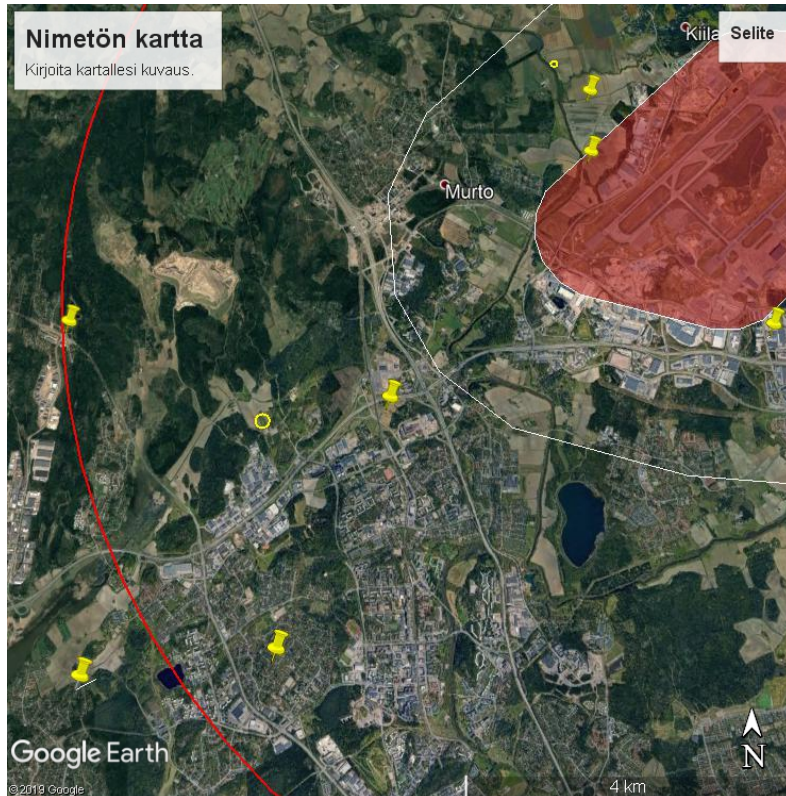 Nimetön kartta
Kirjoita kartallesi kuvaus.
Kiila
Selite
Murto
Google Earth
©2019 Google
4 km
N